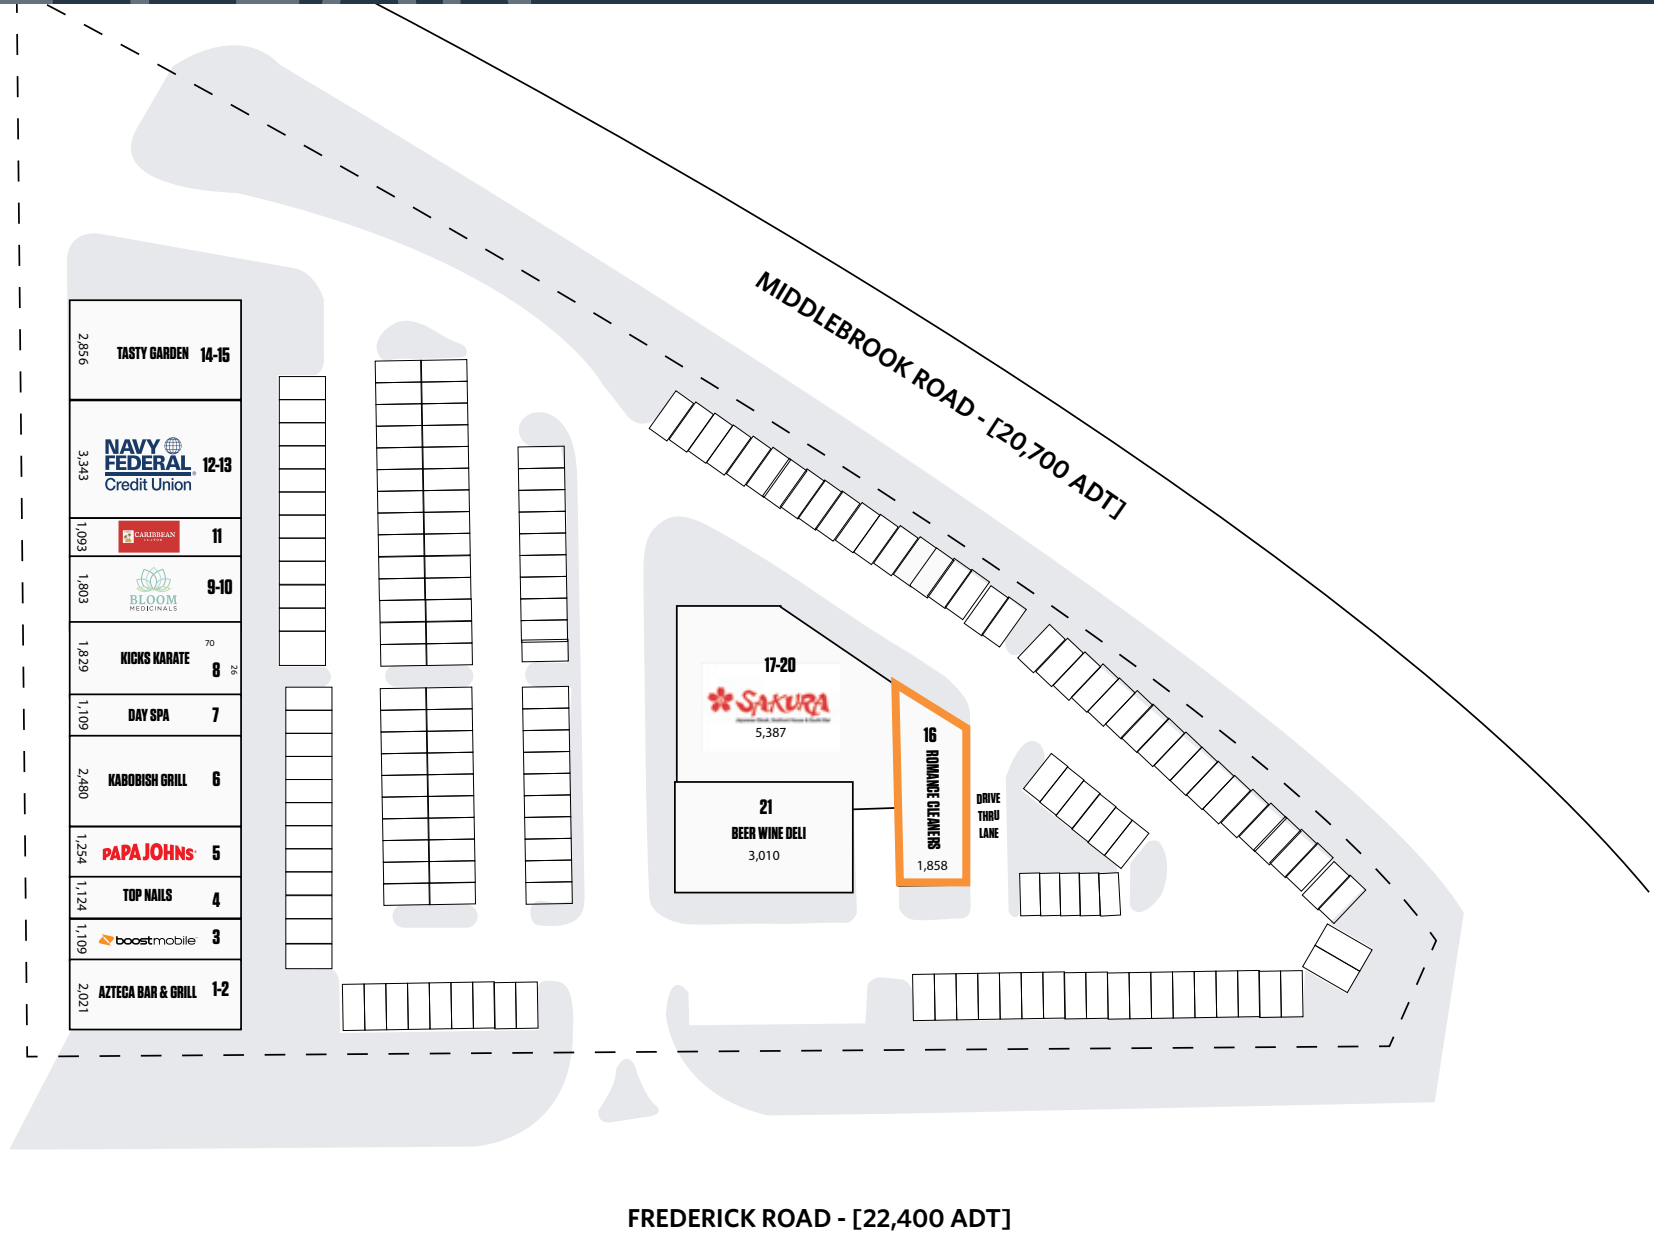 MIDDLEBROOK ROAD - [20,700 ADT]
2,856 TASTY GARDEN 14-15
3,343 NAVY FEDERAL Credit Union 12-13
1,093 CARIBBEAN 11
1,803 BLOOM MEDICINALS 9-10
1,829 KICKS KARATE 8 70 26
1,109 DAY SPA 7
2,480 KABOBISH GRILL 6
1,254 PAPA JOHNS 5
1,124 TOP NAILS 4
1,109 boostmobile 3
2,021 AZTECA BAR & GRILL 1-2
17-20
SAKURA
5,387
16
ROMANCE CLEANERS
1,858
DRIVE
THRU
LANE
21
BEER WINE DELI
3,010
FREDERICK ROAD - [22,400 ADT]